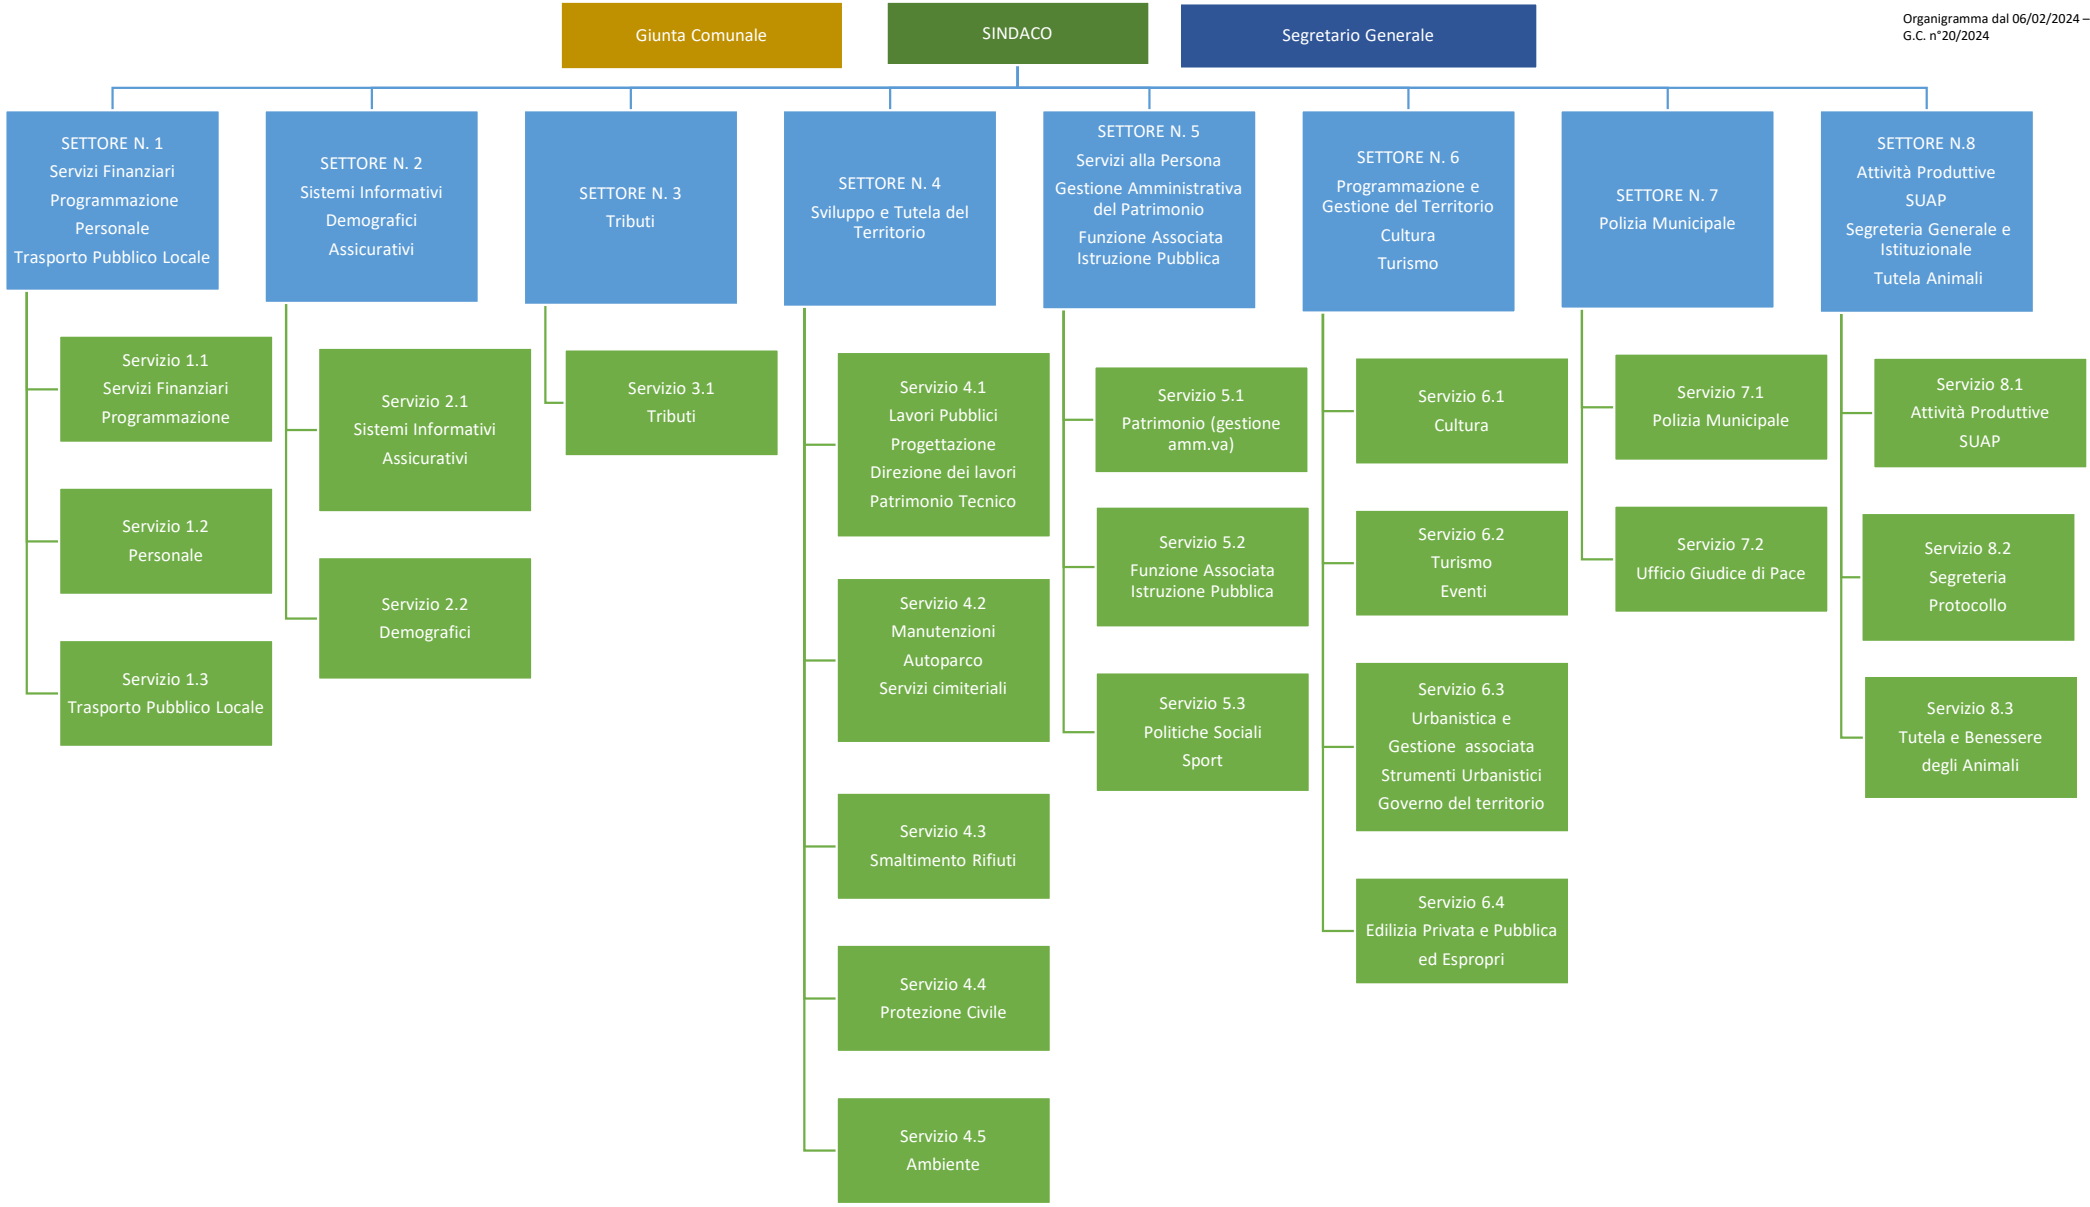 Giunta Comunale
SINDACO
Segretario Generale
Organigramma dal 06/02/2024 –
G.C. n°20/2024
SETTORE N. 1
Servizi Finanziari
Programmazione
Personale
Trasporto Pubblico Locale
Servizio 1.1
Servizi Finanziari
Programmazione
Servizio 1.2
Personale
Servizio 1.3
Trasporto Pubblico Locale
SETTORE N. 2
Sistemi Informativi
Demografici
Assicurativi
Servizio 2.1
Sistemi Informativi
Assicurativi
Servizio 2.2
Demografici
SETTORE N. 3
Tributi
Servizio 3.1
Tributi
SETTORE N. 4
Sviluppo e Tutela del
Territorio
Servizio 4.1
Lavori Pubblici
Progettazione
Direzione dei lavori
Patrimonio Tecnico
Servizio 4.2
Manutenzioni
Autoparco
Servizi cimiteriali
Servizio 4.3
Smaltimento Rifiuti
Servizio 4.4
Protezione Civile
Servizio 4.5
Ambiente
SETTORE N. 5
Servizi alla Persona
Gestione Amministrativa
del Patrimonio
Funzione Associata
Istruzione Pubblica
Servizio 5.1
Patrimonio (gestione
amm.va)
Servizio 5.2
Funzione Associata
Istruzione Pubblica
Servizio 5.3
Politiche Sociali
Sport
SETTORE N. 6
Programmazione e
Gestione del Territorio
Cultura
Turismo
Servizio 6.1
Cultura
Servizio 6.2
Turismo
Eventi
Servizio 6.3
Urbanistica e
Gestione associata
Strumenti Urbanistici
Governo del territorio
Servizio 6.4
Edilizia Privata e Pubblica
ed Espropri
SETTORE N. 7
Polizia Municipale
Servizio 7.1
Polizia Municipale
Servizio 7.2
Ufficio Giudice di Pace
SETTORE N.8
Attività Produttive
SUAP
Segreteria Generale e
Istituzionale
Tutela Animali
Servizio 8.1
Attività Produttive
SUAP
Servizio 8.2
Segreteria
Protocollo
Servizio 8.3
Tutela e Benessere
degli Animali